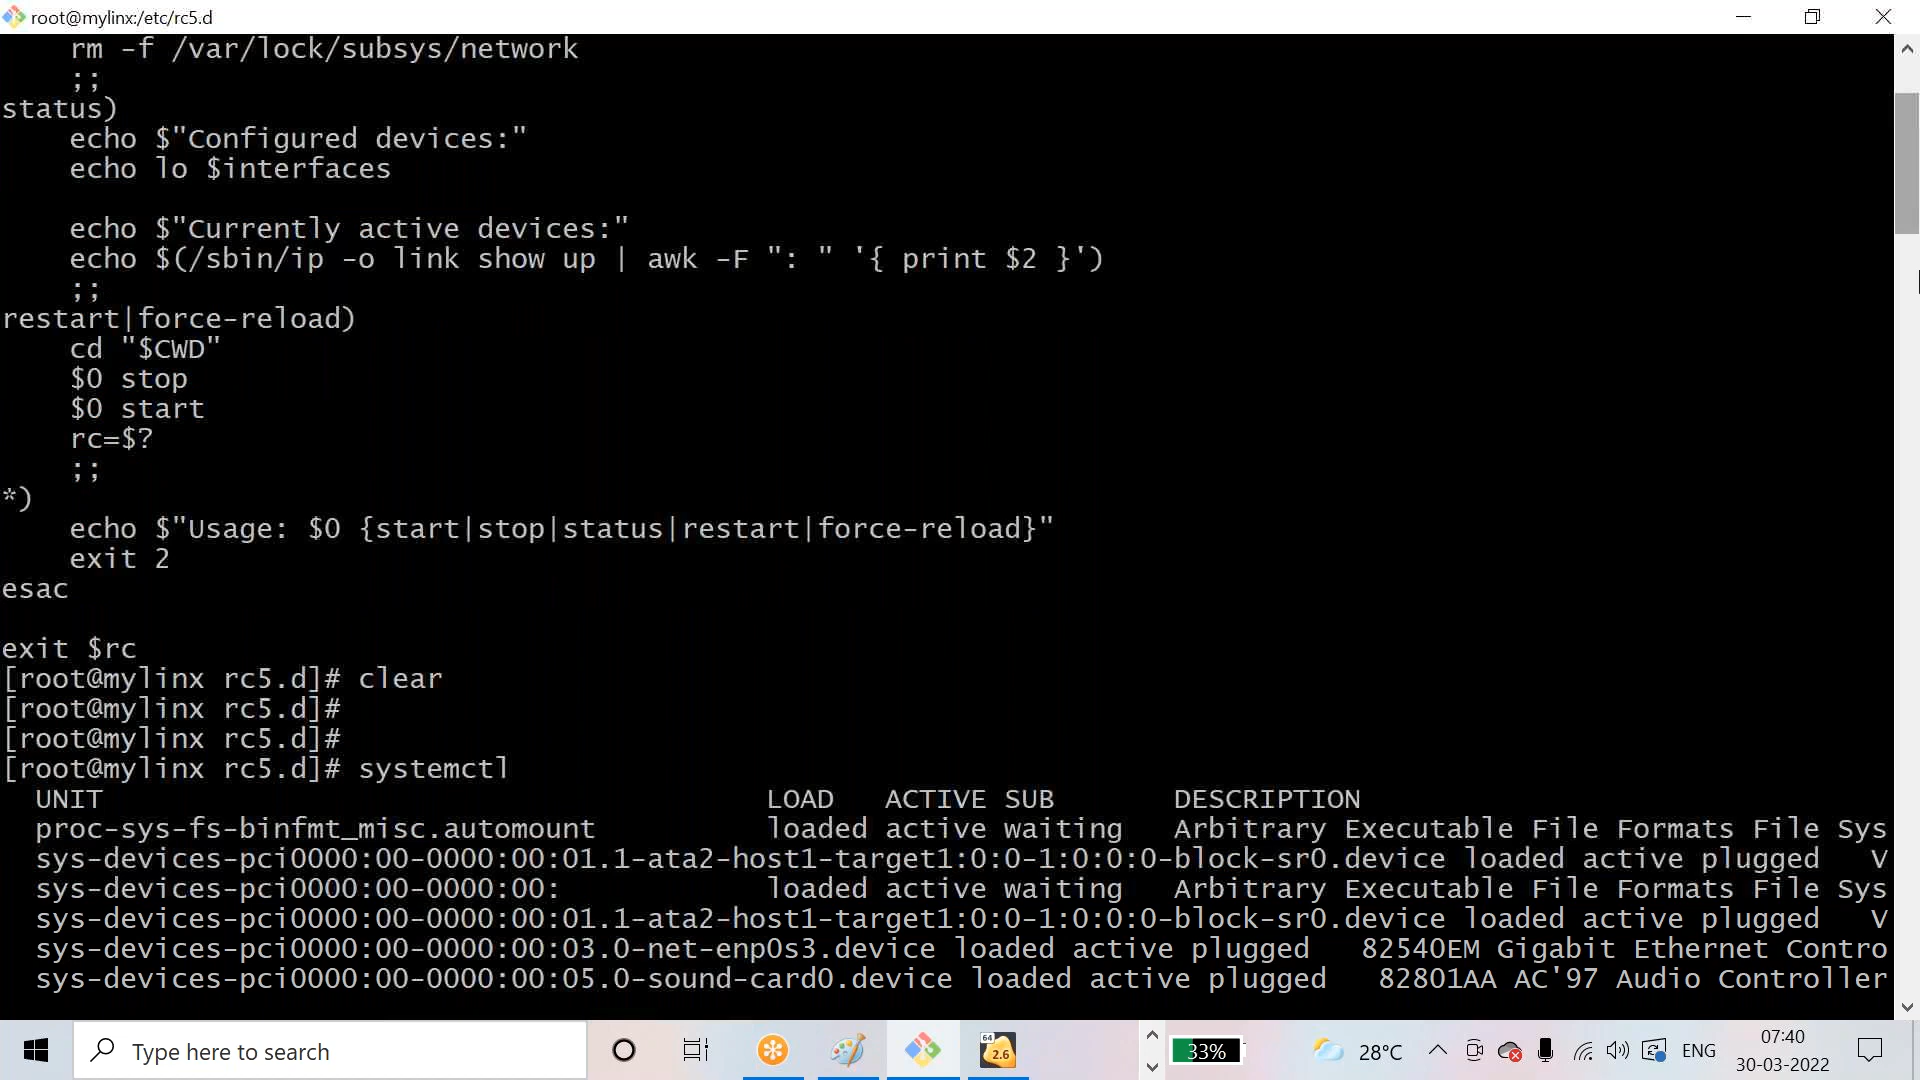 root@mylinx:/etc/rc5.d
rm -f /var/lock/subsys/network
;;
status)
echo $"Configured devices:"
echo lo $interfaces
echo $"Currently active devices:"
echo $(/sbin/ip -o link show up | awk -F ": " '{ print $2 }')
;;
restart|force-reload)
cd "$CWD"
$0 stop
$0 start
rc=$?
;;
*)
echo $"Usage: $0 {start|stop|status|restart|force-reload}"
exit 2
esac
exit $rc
[root@mylinx rc5.d]# clear
[root@mylinx rc5.d]#
[root@mylinx rc5.d]#
[root@mylinx rc5.d]# systemctl
UNIT LOAD ACTIVE SUB DESCRIPTION
proc-sys-fs-binfmt_misc.automount loaded active waiting Arbitrary Executable File Formats File Sys
sys-devices-pci0000:00-0000:00:01.1-ata2-host1-target1:0:0-1:0:0:0-block-sr0.device loaded active plugged V
sys-devices-pci0000:00-0000:00: loaded active waiting Arbitrary Executable File Formats File Sys
sys-devices-pci0000:00-0000:00:01.1-ata2-host1-target1:0:0-1:0:0:0-block-sr0.device loaded active plugged V
sys-devices-pci0000:00-0000:00:03.0-net-enp0s3.device loaded active plugged 82540EM Gigabit Ethernet Contro
sys-devices-pci0000:00-0000:00:05.0-sound-card0.device loaded active plugged 82801AA AC'97 Audio Controller
Type here to search
64
2.6
33%
28°C
ENG
07:40
30-03-2022